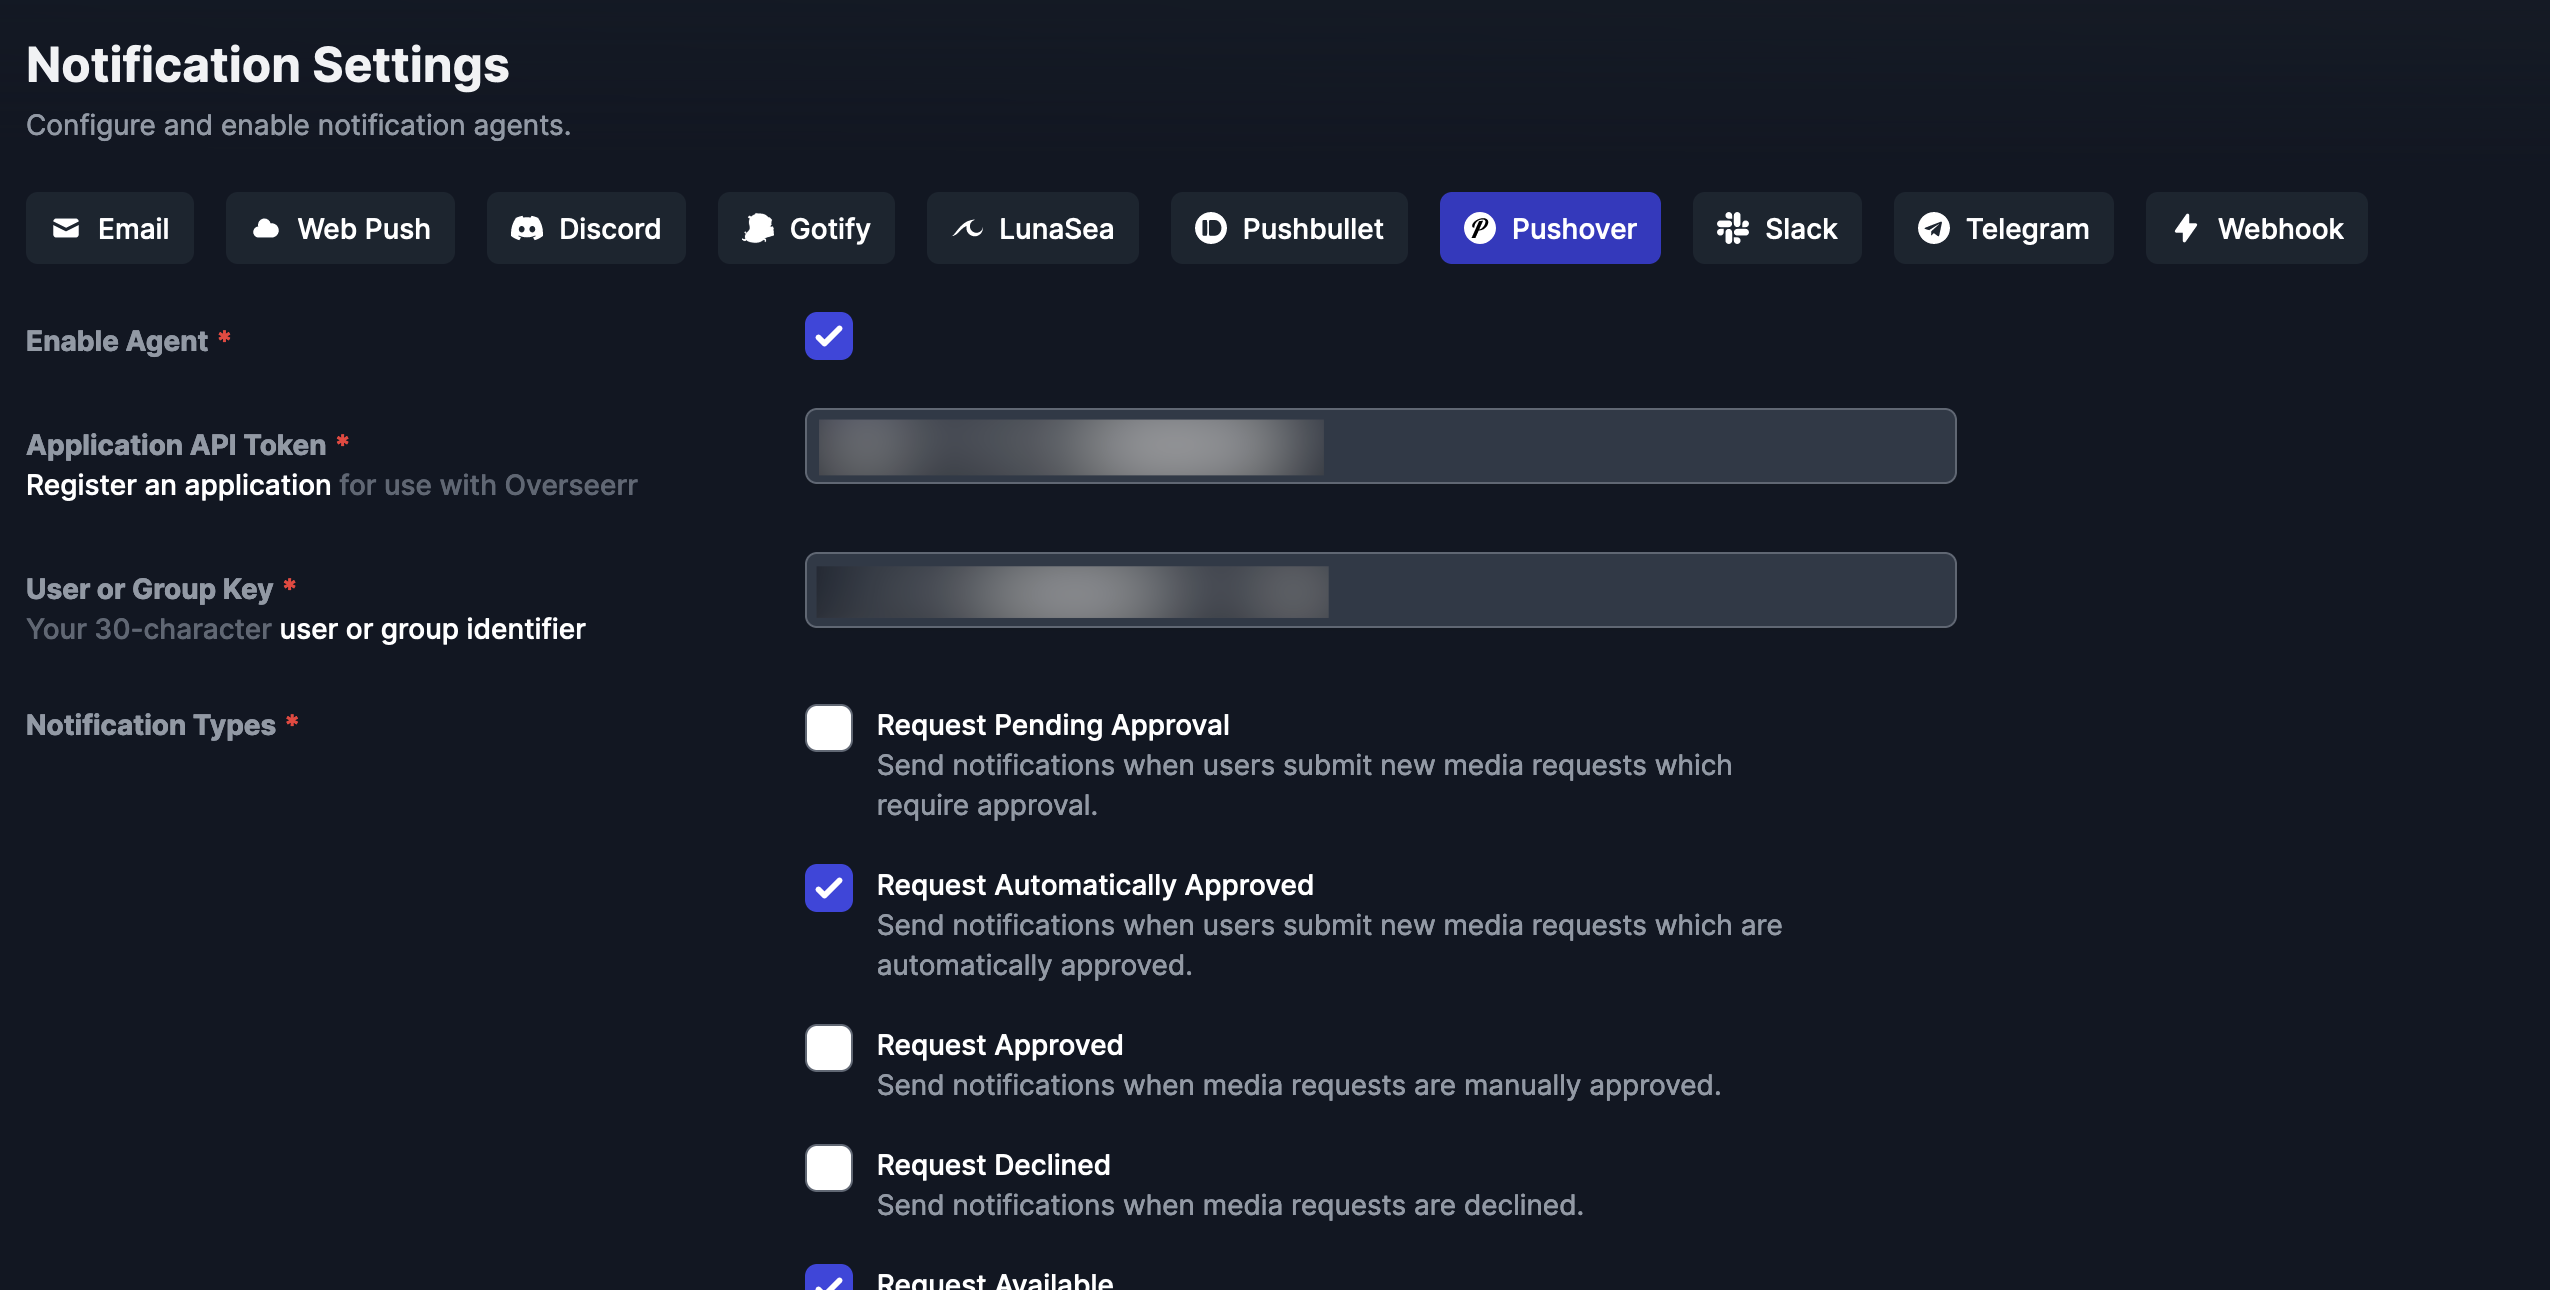 Notification Settings
Configure and enable notification agents.
Email Web Push Discord Gotify LunaSea Pushbullet Pushover Slack Telegram Webhook
Enable Agent *
Application API Token *
Register an application for use with Overseerr
User or Group Key *
Your 30-character user or group identifier
Notification Types *
Request Pending Approval
Send notifications when users submit new media requests which
require approval.
Request Automatically Approved
Send notifications when users submit new media requests which are
automatically approved.
Request Approved
Send notifications when media requests are manually approved.
Request Declined
Send notifications when media requests are declined.
Request Available